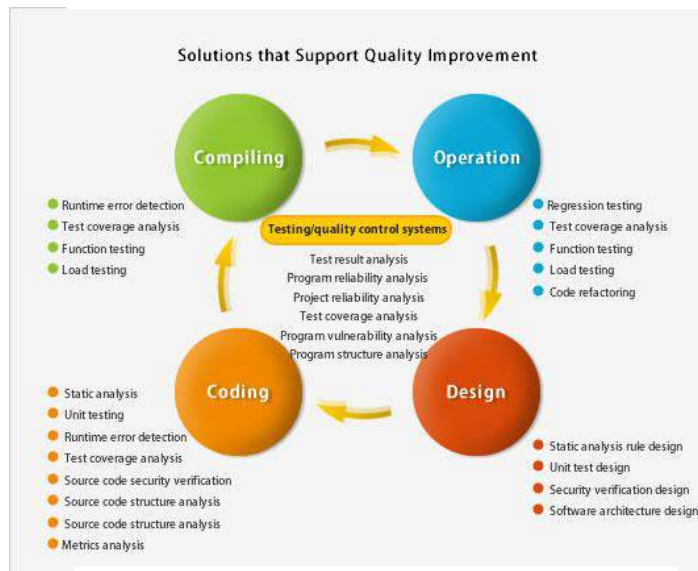 Solutions that Support Quality Improvement
Compiling
Operation
Runtime error detection
Test coverage analysis
Function testing
Load testing
Regression testing
Test coverage analysis
Function testing
Load testing
Code refactoring
Testing/quality control systems
Test result analysis
Program reliability analysis
Project reliability analysis
Test coverage analysis
Program vulnerability analysis
Program structure analysis
Coding
Design
Static analysis
Unit testing
Runtime error detection
Test coverage analysis
Source code security verification
Source code structure analysis
Source code structure analysis
Metrics analysis
Static analysis rule design
Unit test design
Security verification design
Software architecture design